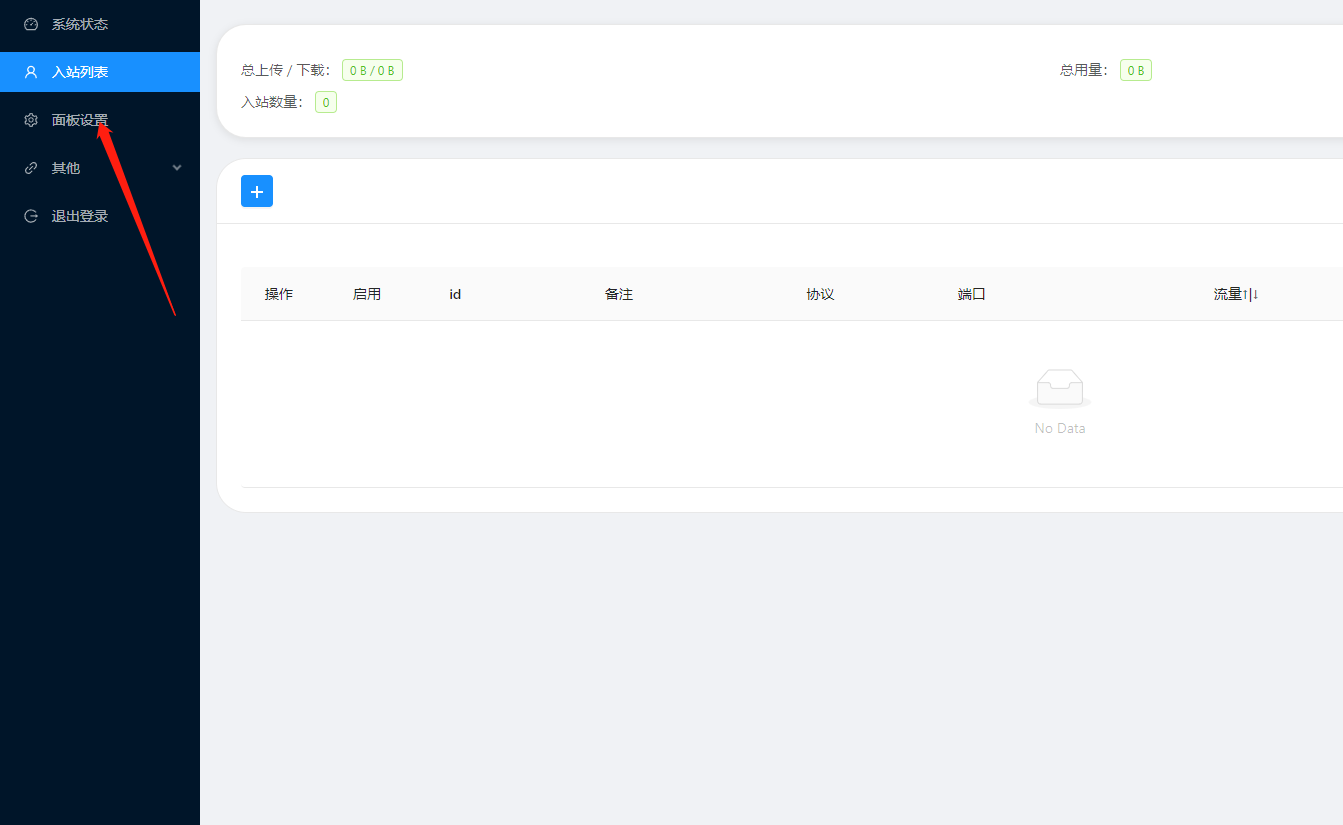 系统状态
入站列表
面板设置
其他
退出登录
总上传 / 下载： 0 B / 0 B
总用量： 0 B
入站数量： 0
操作 启用 id 备注 协议 端口 流量↑|↓
No Data